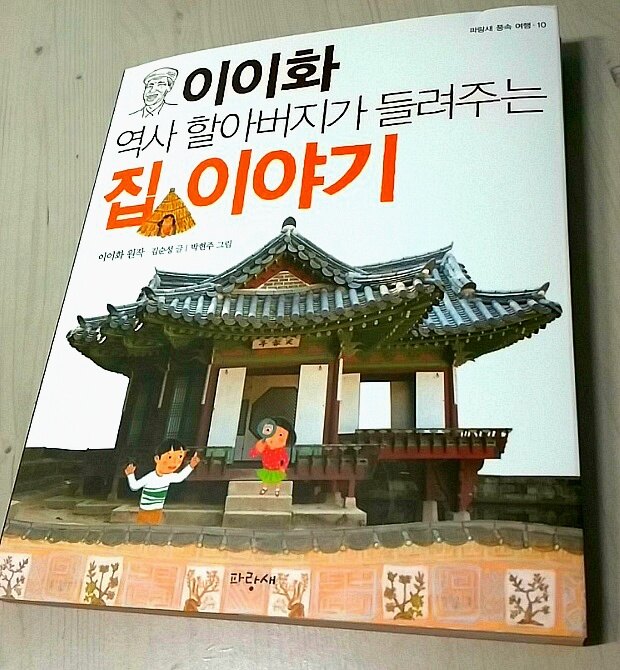 파랑새 풍속 여행·10
이이화
역사 할아버지가 들려주는
집 이야기
이이화 원작 김순성 글 | 박현주 그림
파랑새